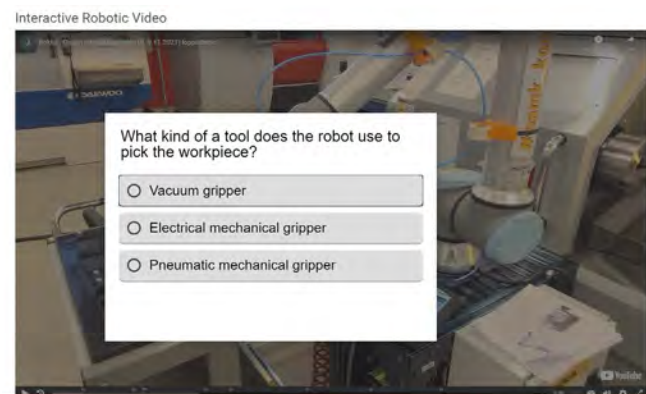 Interactive Robotic Video
DAEWOO
What kind of a tool does the robot use to
pick the workpiece?
Vacuum gripper
Electrical mechanical gripper
Pneumatic mechanical gripper
YouTube